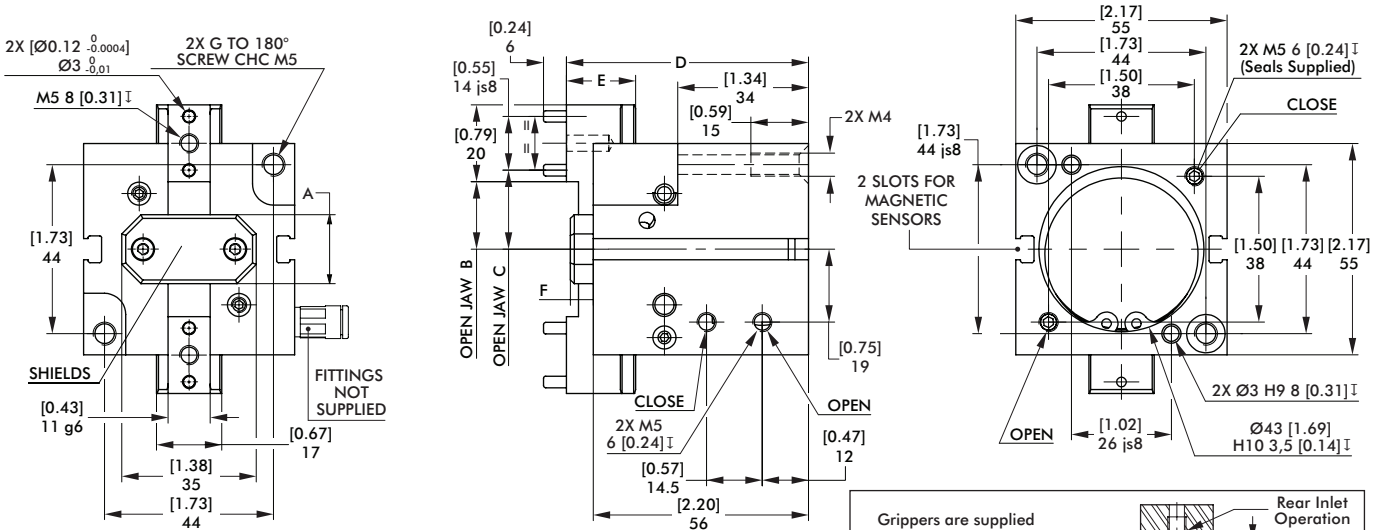 2X [Ø0.12 0 -0.0004]
Ø3 0 -0,01
2X G TO 180°
SCREW CHC M5
M5 8 [0.31]↧
A
[1.73]
44
SHIELDS
FITTINGS
NOT
SUPPLIED
[0.43]
11 g6
[0.67]
17
[1.38]
35
[1.73]
44
[0.24]
6
D
E
[0.55]
14 js8
[1.34]
34
[0.79]
20
=
=
[0.59]
15
2X M4
OPEN JAW B
OPEN JAW C
F
[0.75]
19
CLOSE
OPEN
2X M5
6 [0.24]↧
[0.47]
12
[0.57]
14.5
[2.20]
56
[2.17]
55
[1.73]
44
[1.50]
38
2X M5 6 [0.24]↧
(Seals Supplied)
CLOSE
[1.73]
44 js8
2 SLOTS FOR
MAGNETIC
SENSORS
[1.50]
38
[1.73]
44
[2.17]
55
2X Ø3 H9 8 [0.31]↧
OPEN
[1.02]
26 js8
Ø43 [1.69]
H10 3,5 [0.14]↧
Grippers are supplied
Rear Inlet
Operation